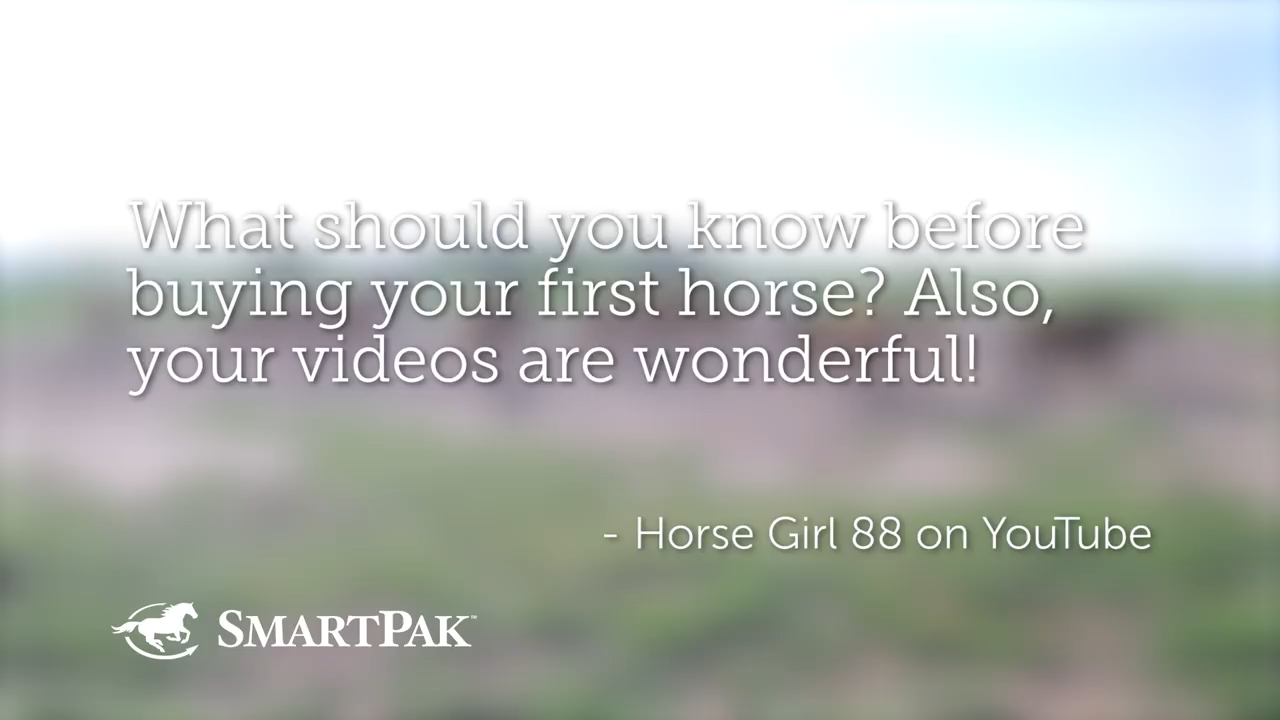 What should you know before
buying your first horse? Also,
your videos are wonderful!
- Horse Girl 88 on YouTube
SMARTPAK™